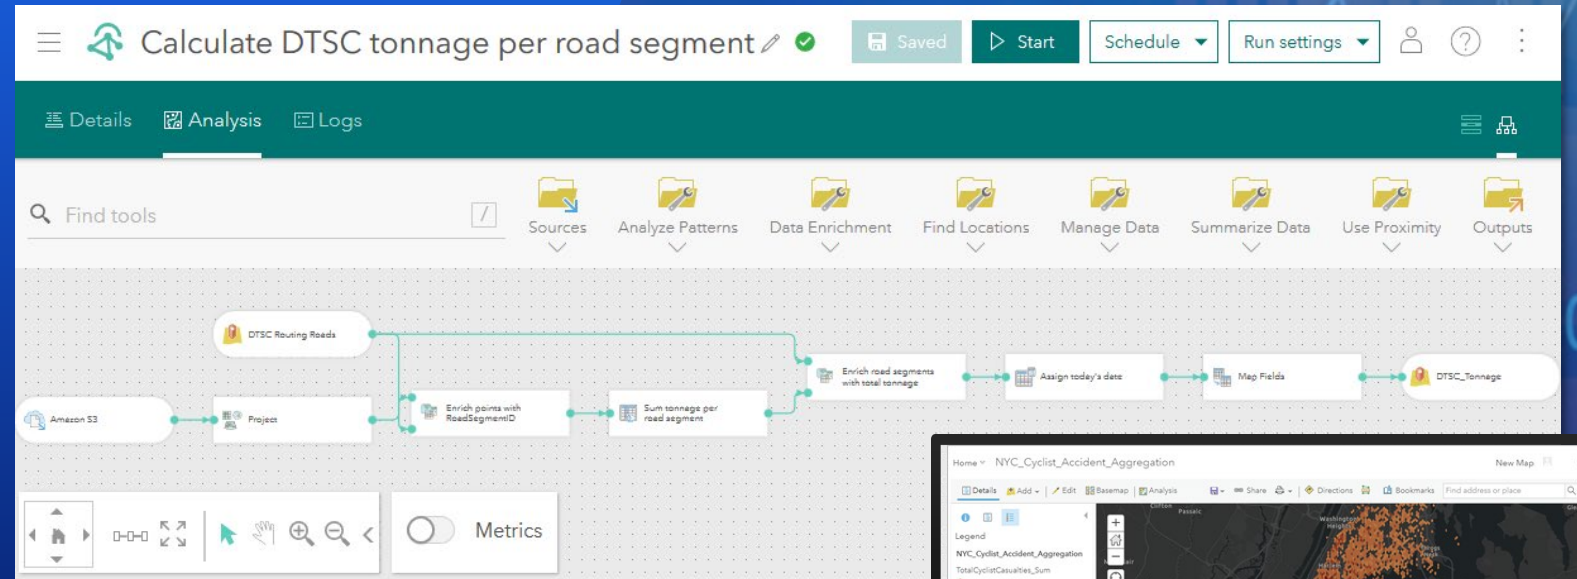 Calculate DTSC tonnage per road segment
Saved
Start
Schedule
Run settings
?
Details
Analysis
Logs
Find tools
/
Sources
Analyze Patterns
Data Enrichment
Find Locations
Manage Data
Summarize Data
Use Proximity
Outputs
DTSC Routing Roads
Enrich road segments
with total tonnage
Assign today's date
Map Fields
DTSC_Tonnage
Amazon S3
Project
Enrich points with
RoadSegmentID
Sum tonnage per
road segment
Metrics
Home
NYC_Cyclist_Accident_Aggregation
New Map
Details
Add
Edit
Basemap
Analysis
Share
Directions
Bookmarks
Find address or place
Legend
NYC_Cyclist_Accident_Aggregation
TotalCyclistCasualties_Sum
Clifton
Passaic
Washington
Heights